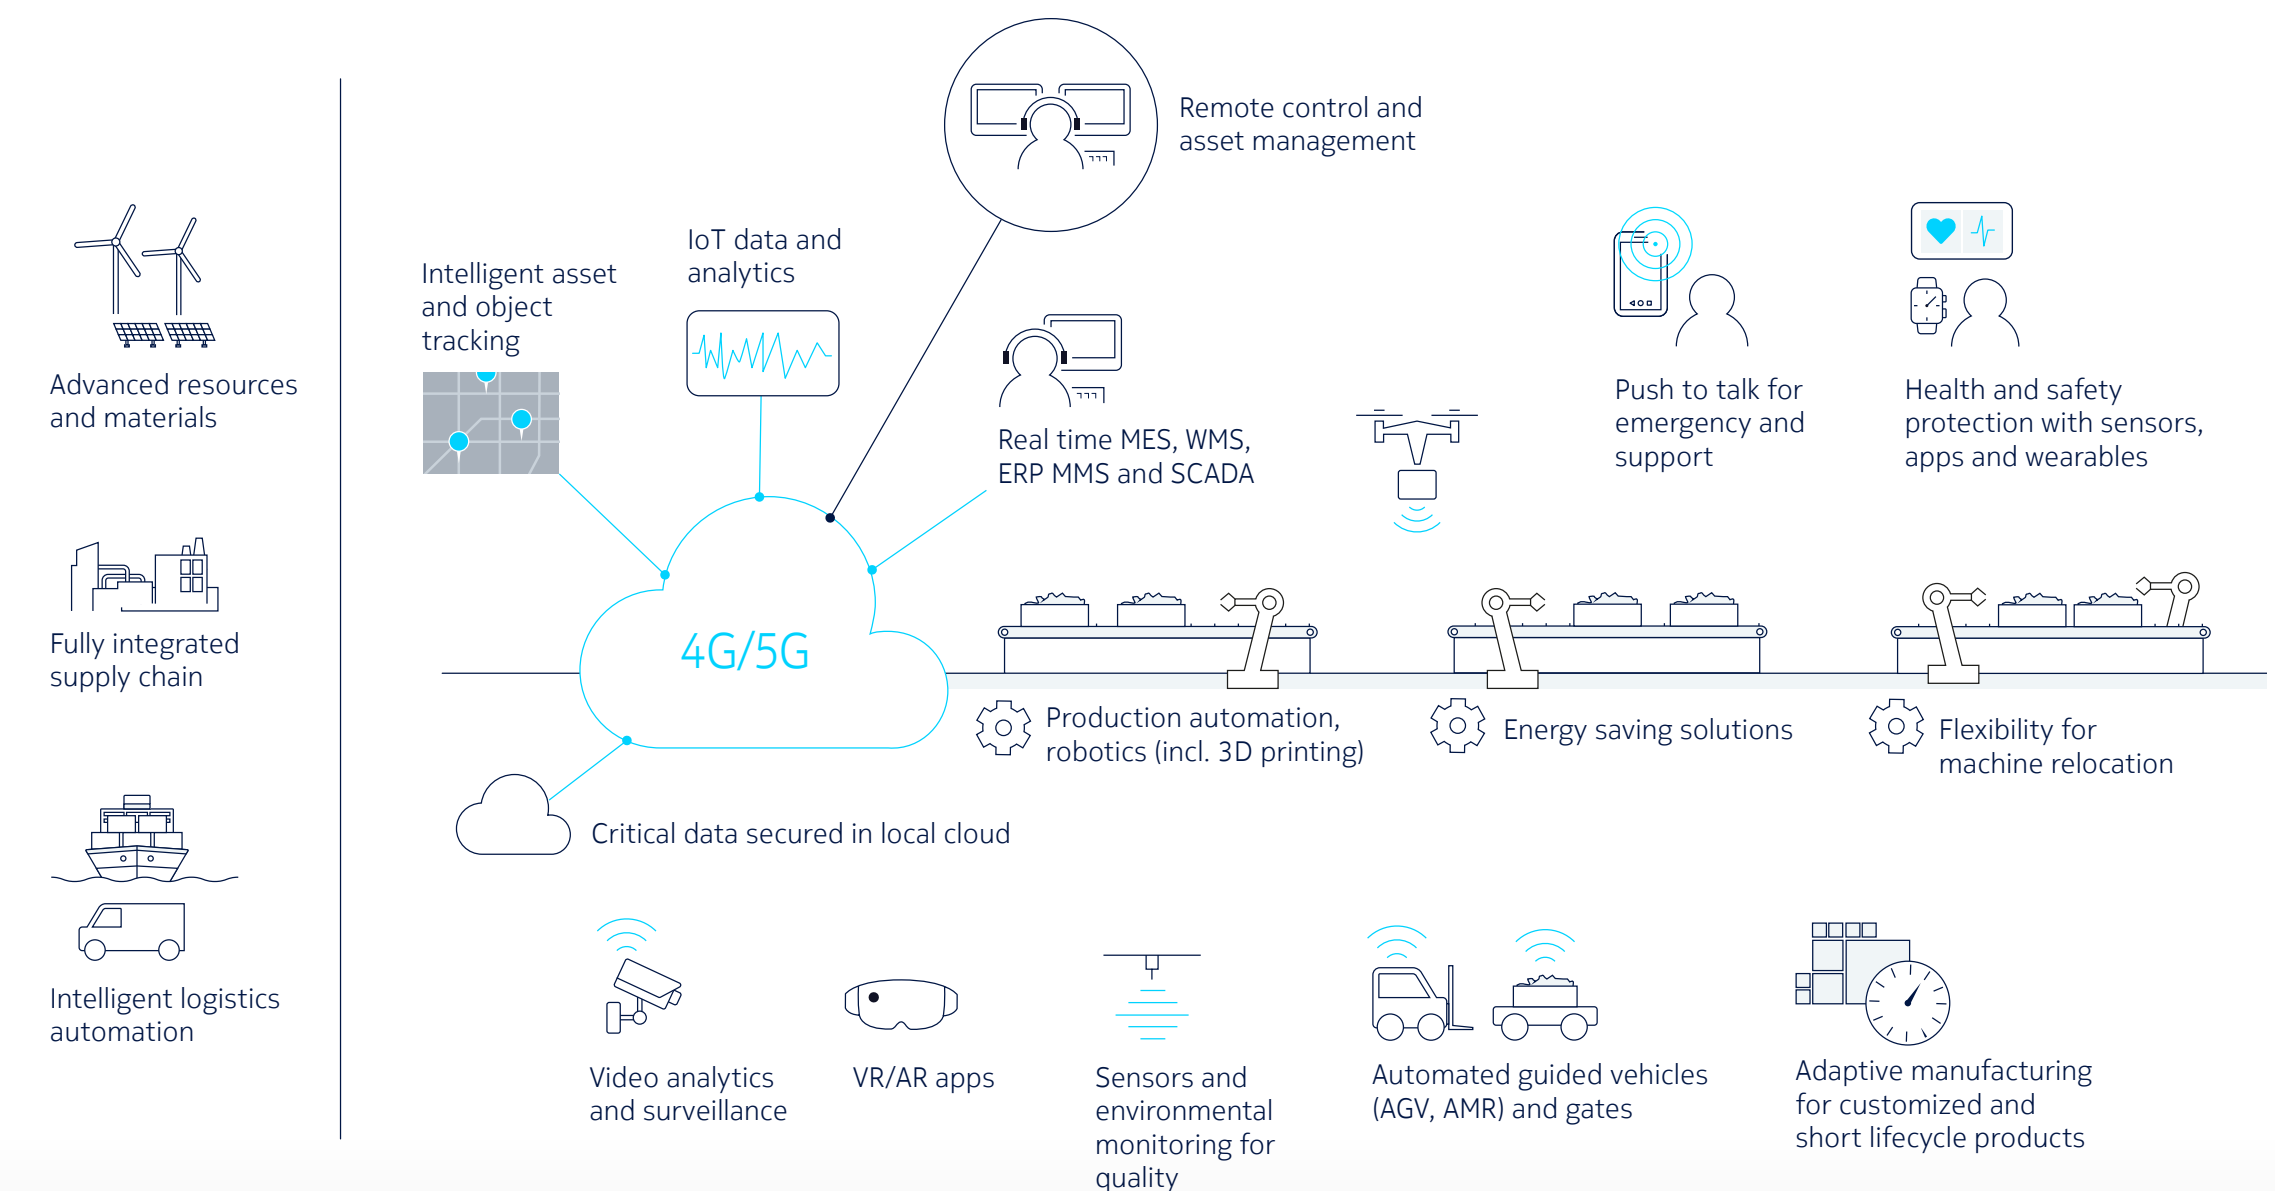 Remote control and
asset management
IoT data and
analytics
Intelligent asset
and object
tracking
Advanced resources
and materials
Push to talk for
emergency and
support
Health and safety
protection with sensors,
apps and wearables
Real time MES, WMS,
ERP MMS and SCADA
4G/5G
Fully integrated
supply chain
Production automation,
robotics (incl. 3D printing)
Energy saving solutions
Flexibility for
machine relocation
Critical data secured in local cloud
Intelligent logistics
automation
Video analytics
and surveillance
VR/AR apps
Sensors and
environmental
monitoring for
quality
Automated guided vehicles
(AGV, AMR) and gates
Adaptive manufacturing
for customized and
short lifecycle products